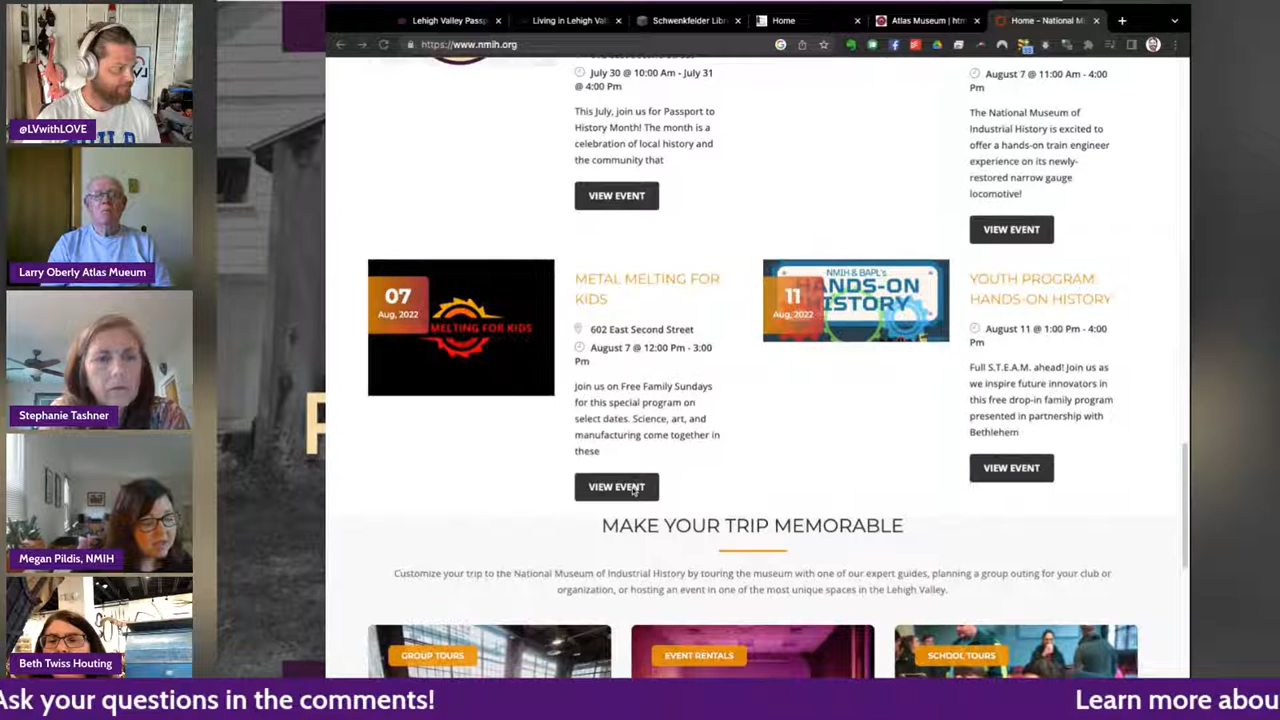 @LVwithLOVE
Larry Oberly Atlas Mueum
Stephanie Tashner
Megan Pildis, NMIH
Beth Twiss Houting
Lehigh Valley Passp
Living in Lehigh Val
Schwenkfelder Libr
Home
Atlas Museum | htm
Home – National M
https://www.nmih.org
July 30 @ 10:00 Am - July 31
@ 4:00 Pm
This July, join us for Passport to
History Month! The month is a
celebration of local history and
the community that
VIEW EVENT
August 7 @ 11:00 Am - 4:00
Pm
The National Museum of
Industrial History is excited to
offer a hands-on train engineer
experience on its newly-
restored narrow gauge
locomotive!
VIEW EVENT
07
Aug, 2022
MELTING FOR KIDS
METAL MELTING FOR
KIDS
602 East Second Street
August 7 @ 12:00 Pm - 3:00
Pm
Join us on Free Family Sundays
for this special program on
select dates. Science, art, and
manufacturing come together in
these
VIEW EVENT
NMIH & BAPL's
HANDS-ON
HISTORY
11
Aug, 2022
YOUTH PROGRAM:
HANDS-ON HISTORY
August 11 @ 1:00 Pm - 4:00
Pm
Full S.T.E.A.M. ahead! Join us as
we inspire future innovators in
this free drop-in family program
presented in partnership with
Bethlehem
VIEW EVENT
MAKE YOUR TRIP MEMORABLE
Customize your trip to the National Museum of Industrial History by touring the museum with one of our expert guides, planning a group outing for your club or
organization, or hosting an event in one of the most unique spaces in the Lehigh Valley.
GROUP TOURS
EVENT RENTALS
SCHOOL TOURS
Ask your questions in the comments!
Learn more abou